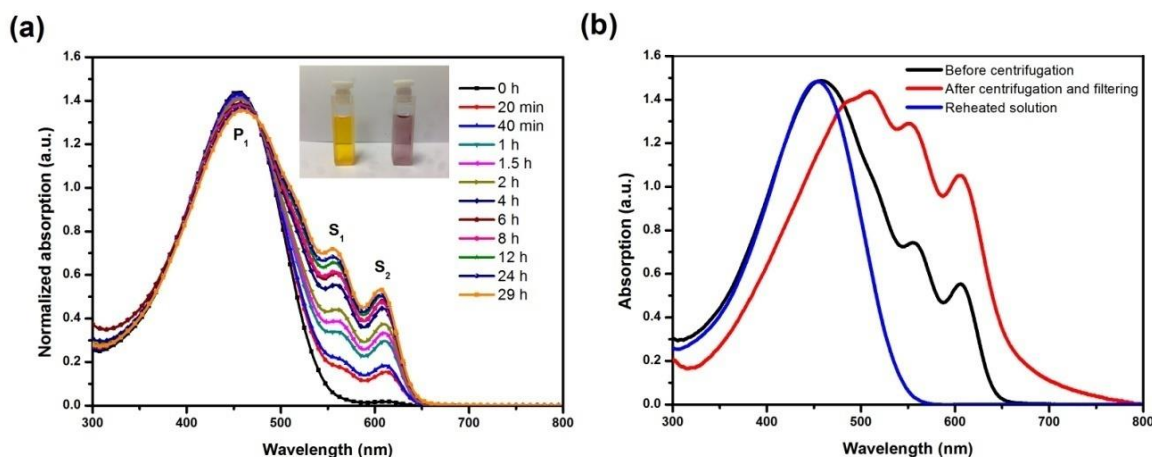 (a)
1.6
1.4
1.2
1.0
0.8
0.6
0.4
0.2
0.0
300 400 500 600 700 800
Normalized absorption (a.u.)
Wavelength (nm)
P1
S1
S2
0 h
20 min
40 min
1 h
1.5 h
2 h
4 h
6 h
8 h
12 h
24 h
29 h
(b)
1.6
1.4
1.2
1.0
0.8
0.6
0.4
0.2
0.0
300 400 500 600 700 800
Absorption (a.u.)
Wavelength (nm)
Before centrifugation
After centrifugation and filtering
Reheated solution